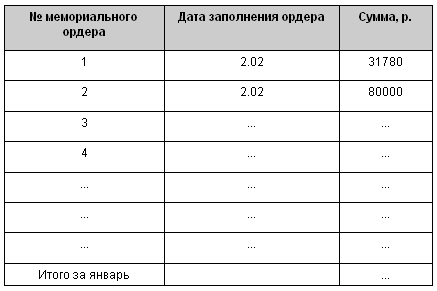 № мемориального Дата заполнения ордера Сумма, р.
ордера
1 2.02 31780
2 2.02 80000
3 ... ...
4 ... ...
... ... ...
... ... ...
... ... ...
Итого за январь ...